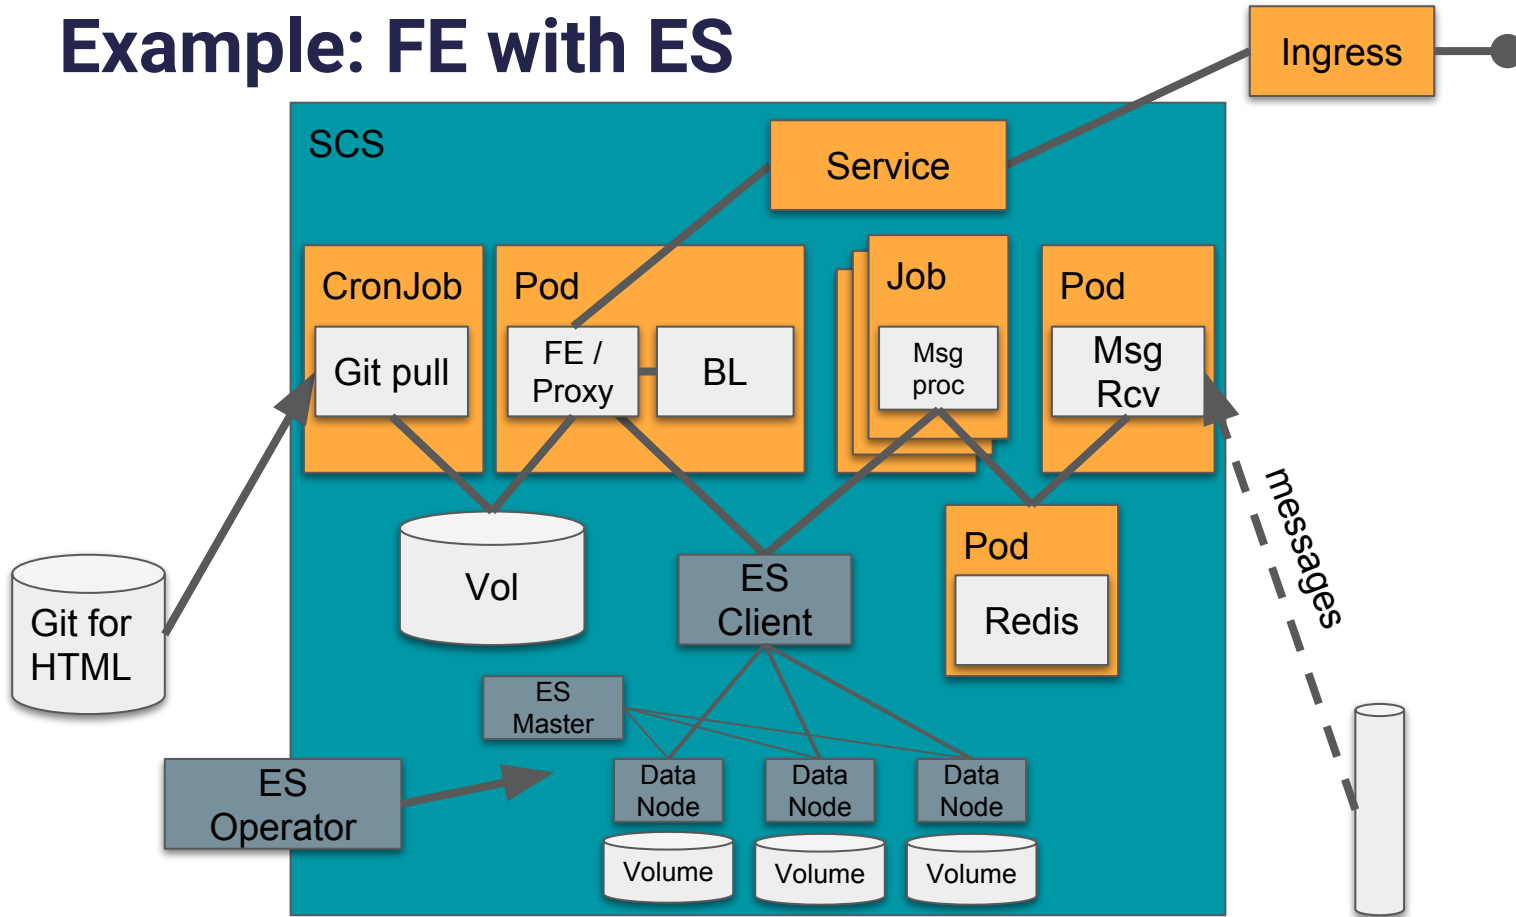 Example: FE with ES
Ingress
SCS
Service
CronJob
Git pull
Pod
FE /
Proxy
BL
Job
Msg
proc
Pod
Msg
Rcv
messages
Git for
HTML
Vol
ES
Client
Pod
Redis
ES
Master
ES
Operator
Data
Node
Data
Node
Data
Node
Volume
Volume
Volume